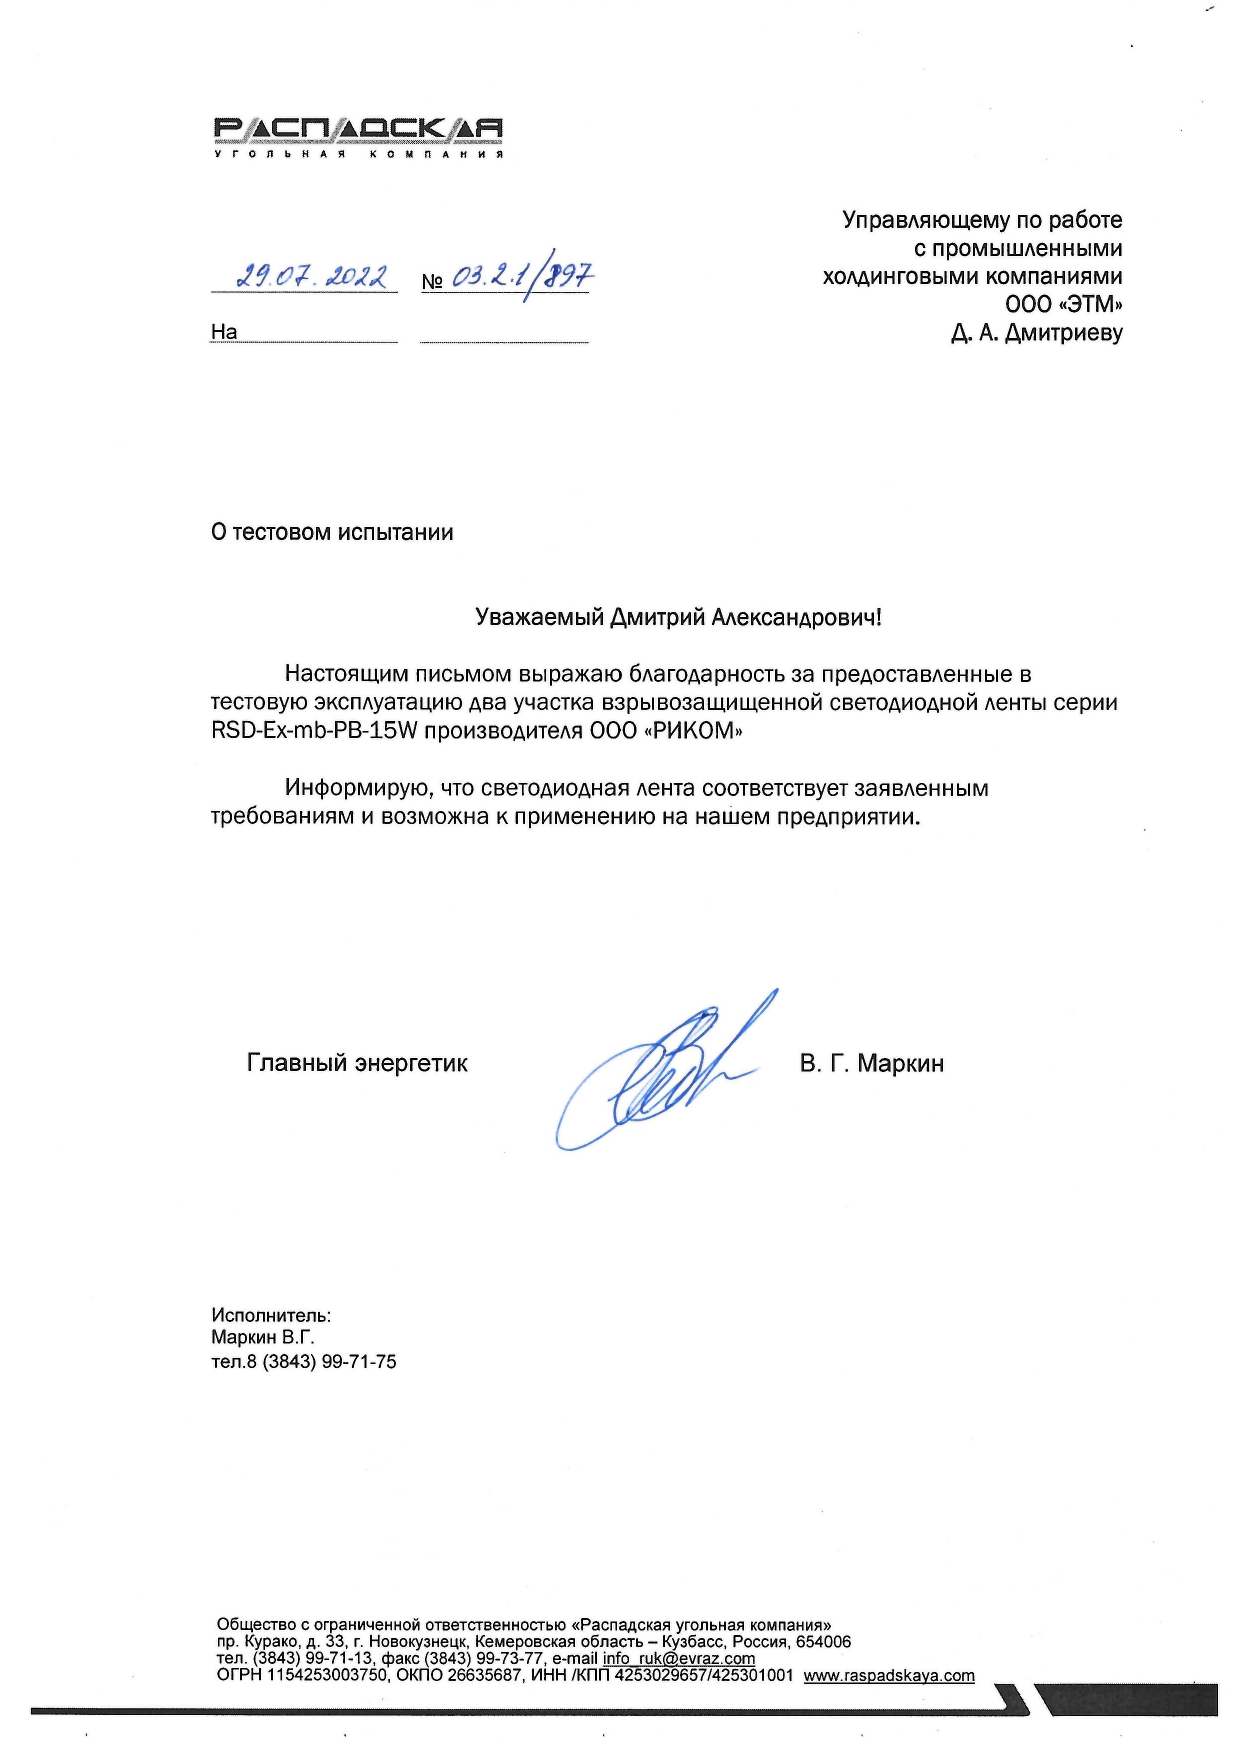 РАСПАДСКАЯ
УГОЛЬНАЯ КОМПАНИЯ
Управляющему по работе
с промышленными
холдинговыми компаниями
ООО «ЭТМ»
Д. А. Дмитриеву
29.07.2022 № 03.2.1/897
На
О тестовом испытании
Уважаемый Дмитрий Александрович!
Настоящим письмом выражаю благодарность за предоставленные в
тестовую эксплуатацию два участка взрывозащищенной светодиодной ленты серии
RSD-Ex-mb-PB-15W производителя ООО «РИКОМ»
Информирую, что светодиодная лента соответствует заявленным
требованиям и возможна к применению на нашем предприятии.
Главный энергетик В. Г. Маркин
Исполнитель:
Маркин В.Г.
тел.8 (3843) 99-71-75
Общество с ограниченной ответственностью «Распадская угольная компания»
пр. Курако, д. 33, г. Новокузнецк, Кемеровская область – Кузбасс, Россия, 654006
тел. (3843) 99-71-13, факс (3843) 99-73-77, e-mail info_ruk@evraz.com
ОГРН 1154253003750, ОКПО 26635687, ИНН /КПП 4253029657/425301001 www.raspadskaya.com